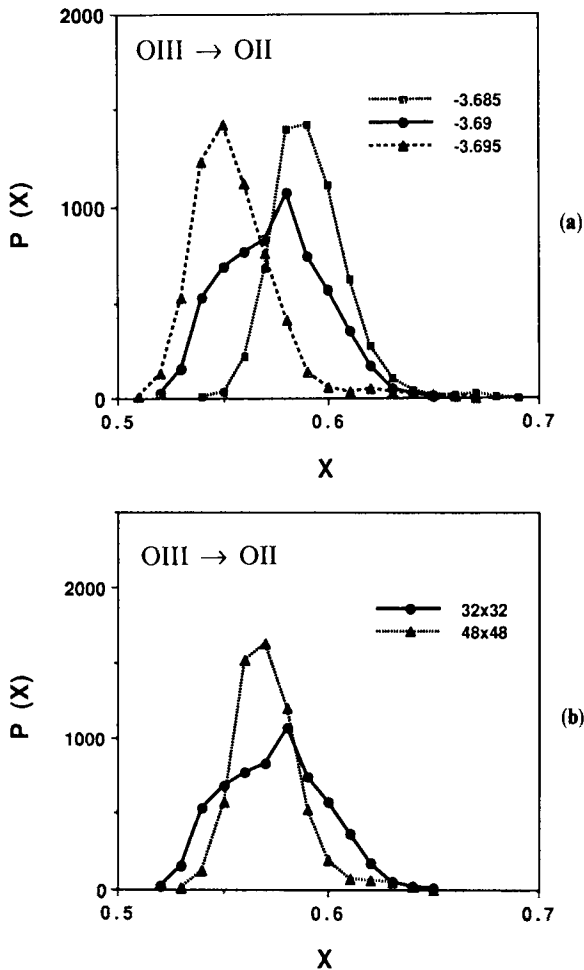 2000
OIII → OII
-3.685
-3.69
-3.695
1000
P (X)
(a)
0
0.5
0.6
0.7
X
OIII → OII
2000
32x32
48x48
1000
P (X)
(b)
0
0.5
0.6
0.7
X